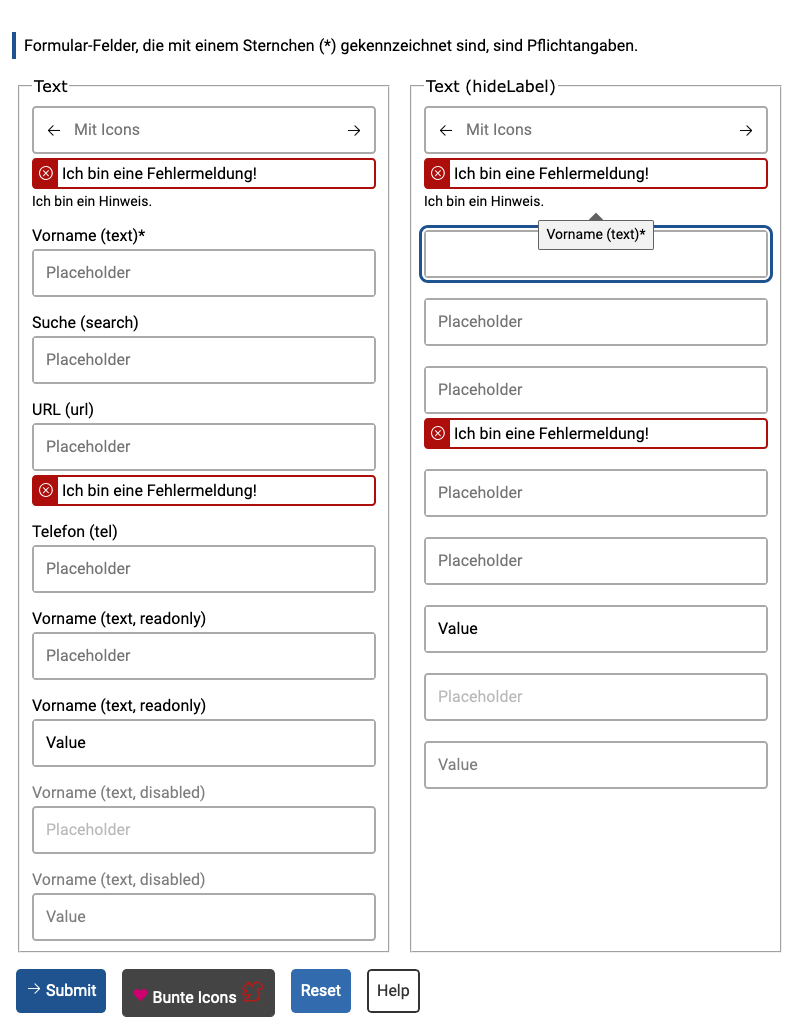 Formular-Felder, die mit einem Sternchen (*) gekennzeichnet sind, sind Pflichtangaben.
Text
Mit Icons
Ich bin eine Fehlermeldung!
Ich bin ein Hinweis.
Vorname (text)*
Placeholder
Suche (search)
Placeholder
URL (url)
Placeholder
Ich bin eine Fehlermeldung!
Telefon (tel)
Placeholder
Vorname (text, readonly)
Placeholder
Vorname (text, readonly)
Value
Vorname (text, disabled)
Placeholder
Vorname (text, disabled)
Value
Text (hideLabel)
Mit Icons
Ich bin eine Fehlermeldung!
Ich bin ein Hinweis.
Vorname (text)*
Placeholder
Placeholder
Ich bin eine Fehlermeldung!
Placeholder
Placeholder
Value
Placeholder
Value
Submit
Bunte Icons
Reset
Help